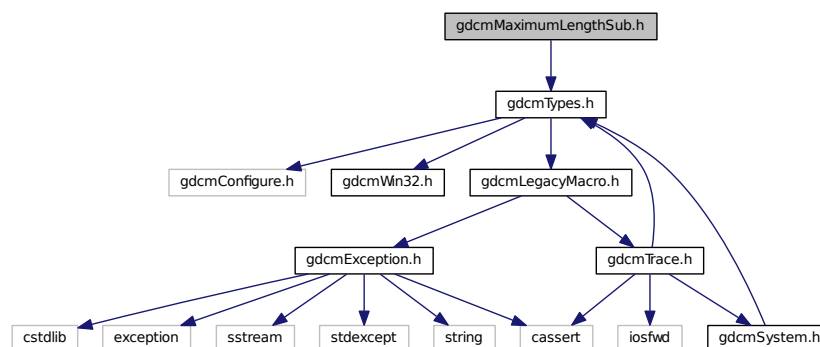 gdcmMaximumLengthSub.h
gdcmTypes.h
gdcmConfigure.h
gdcmWin32.h
gdcmLegacyMacro.h
gdcmException.h
gdcmTrace.h
cstdlib
exception
sstream
stdexcept
string
cassert
iosfwd
gdcmSystem.h